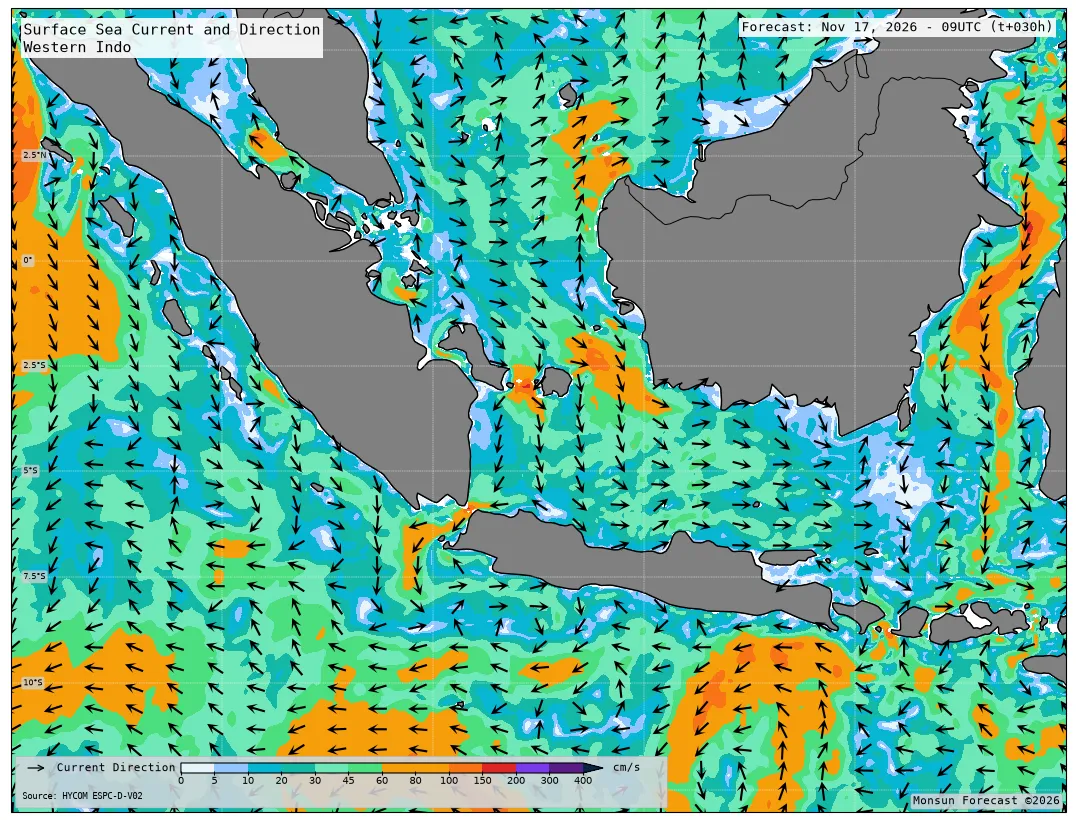 Surface Sea Current and Direction
Western Indo
Forecast: Nov 17, 2026 - 09UTC (t+030h)
2.5°N
0°
2.5°S
5°S
7.5°S
10°S
Current Direction
0 5 10 20 30 45 60 80 100 150 200 300 400 cm/s
Source: HYCOM ESPC-D-V02
Monsun Forecast ©2026